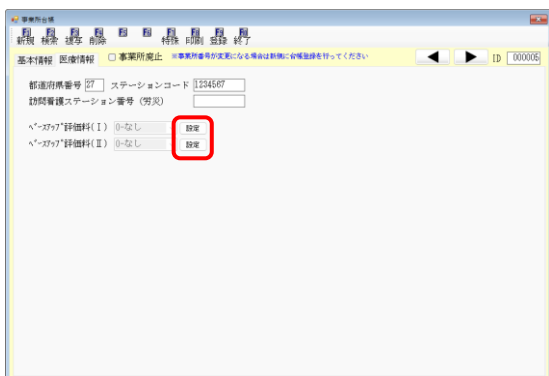 事業所台帳
新規 検索 複写 削除 特殊 印刷 登録 終了
基本情報 医療情報 事業所廃止 ※事業所番号が変更になる場合は新規に台帳登録を行ってください ID 000005
都道府県番号 27 ステーションコード 1234567
訪問看護ステーション番号 (労災)
ﾍﾞｰｽｱｯﾌﾟ評価料(Ⅰ) 0-なし 設定
ﾍﾞｰｽｱｯﾌﾟ評価料(Ⅱ) 0-なし 設定